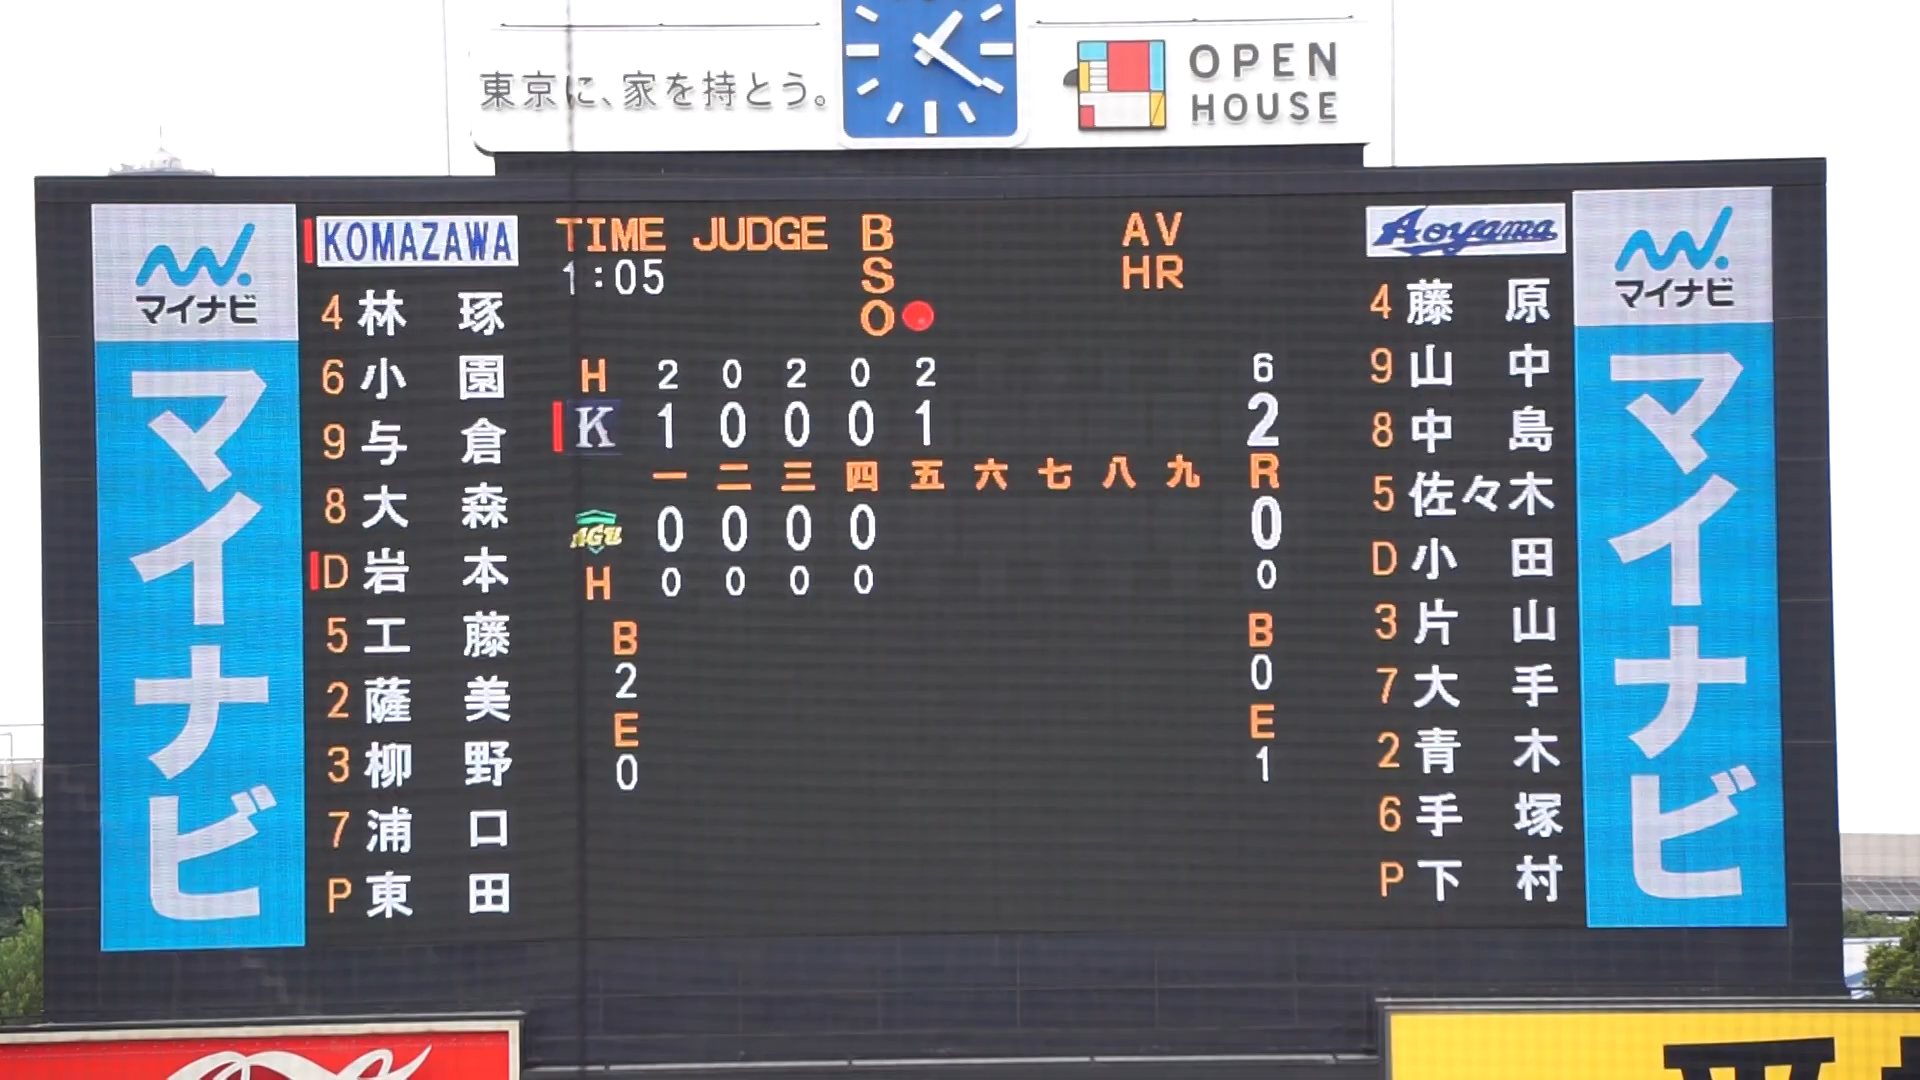 東京に、家を持とう。
OPEN
HOUSE
マイナビ
マイナビ
KOMAZAWA
4 林 琢
6 小 園
9 与 倉
8 大 森
D 岩 本
5 工 藤
2 薩 美
3 柳 野
7 浦 口
P 東 田
TIME JUDGE B
1:05 S
O
AV
HR
H 2 0 2 0 2 6
K 1 0 0 0 1 2
一 二 三 四 五 六 七 八 九 R
AGU 0 0 0 0 0
H 0 0 0 0 0
B B
2 0
E E
0 1
Aoyama
4 藤 原
9 山 中
8 中 島
5 佐々木
D 小 田
3 片 山
7 大 手
2 青 木
6 手 塚
P 下 村
マイナビ
マイナビ